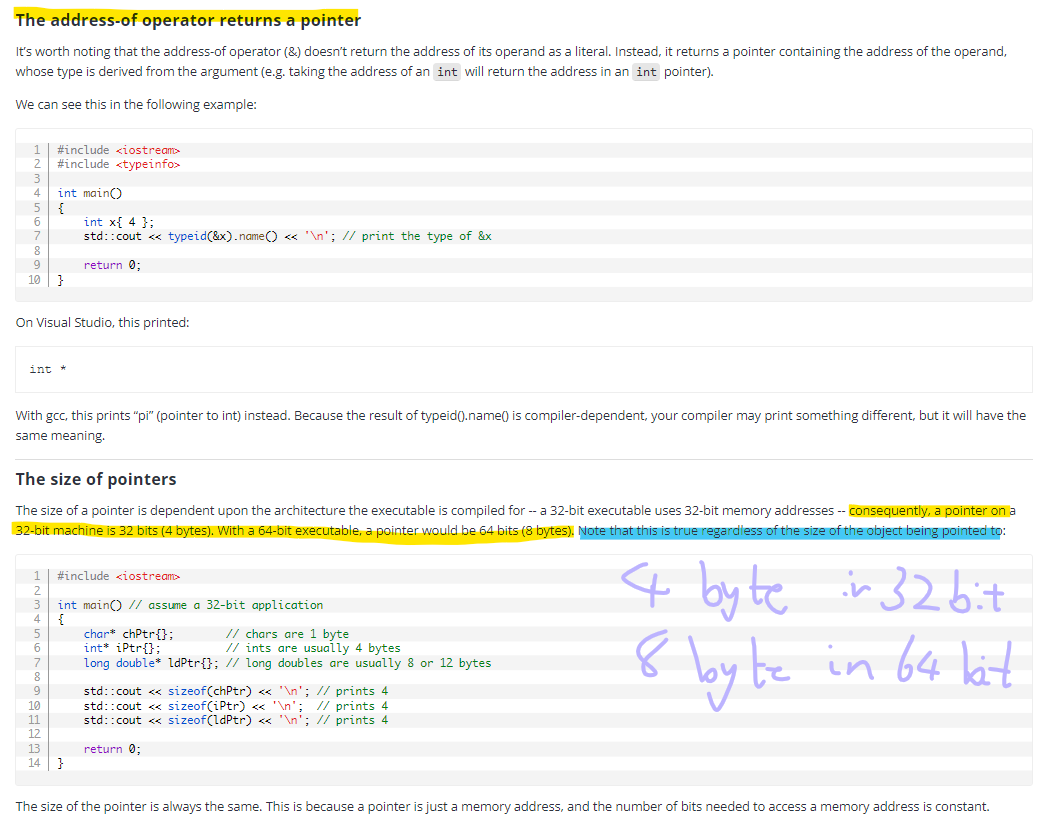 The address-of operator returns a pointer
It’s worth noting that the address-of operator (&) doesn’t return the address of its operand as a literal. Instead, it returns a pointer containing the address of the operand,
whose type is derived from the argument (e.g. taking the address of an int will return the address in an int pointer).
We can see this in the following example:
1 #include <iostream>
2 #include <typeinfo>
3
4 int main()
5 {
6     int x{ 4 };
7     std::cout << typeid(&x).name() << '\n'; // print the type of &x
8
9     return 0;
10 }
On Visual Studio, this printed:
int *
With gcc, this prints “pi” (pointer to int) instead. Because the result of typeid().name() is compiler-dependent, your compiler may print something different, but it will have the
same meaning.
The size of pointers
The size of a pointer is dependent upon the architecture the executable is compiled for -- a 32-bit executable uses 32-bit memory addresses -- consequently, a pointer on a
32-bit machine is 32 bits (4 bytes). With a 64-bit executable, a pointer would be 64 bits (8 bytes). Note that this is true regardless of the size of the object being pointed to:
1 #include <iostream>
2
3 int main() // assume a 32-bit application
4 {
5     char* chPtr{};        // chars are 1 byte
6     int* iPtr{};          // ints are usually 4 bytes
7     long double* ldPtr{}; // long doubles are usually 8 or 12 bytes
8
9     std::cout << sizeof(chPtr) << '\n'; // prints 4
10     std::cout << sizeof(iPtr) << '\n';  // prints 4
11     std::cout << sizeof(ldPtr) << '\n'; // prints 4
12
13     return 0;
14 }
4 byte in 32 bit
8 byte in 64 bit
The size of the pointer is always the same. This is because a pointer is just a memory address, and the number of bits needed to access a memory address is constant.